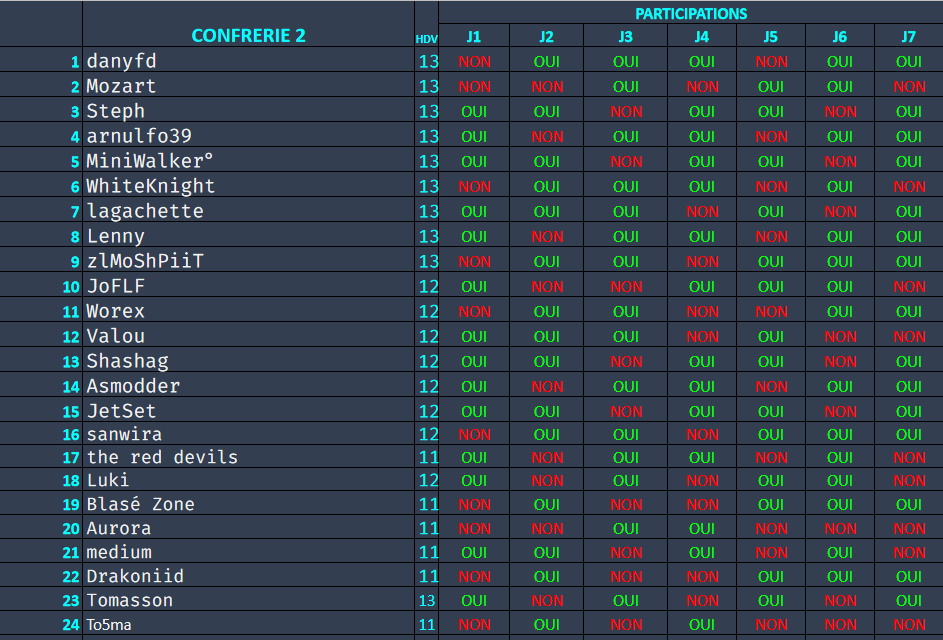 PARTICIPATIONS
CONFRERIE 2 HDV J1 J2 J3 J4 J5 J6 J7
1 danyfd 13 NON OUI OUI OUI NON OUI OUI
2 Mozart 13 NON NON OUI NON OUI OUI NON
3 Steph 13 OUI OUI NON OUI OUI NON OUI
4 arnulfo39 13 OUI NON OUI OUI NON OUI OUI
5 MiniWalker° 13 OUI OUI NON OUI OUI NON OUI
6 WhiteKnight 13 NON OUI OUI OUI NON OUI NON
7 lagachette 13 OUI OUI OUI NON OUI NON OUI
8 Lenny 13 OUI NON OUI OUI NON OUI OUI
9 zlMoShPiiT 13 NON OUI OUI NON OUI OUI OUI
10 JoFLF 12 OUI NON NON OUI OUI OUI NON
11 Worex 12 NON OUI OUI NON NON OUI OUI
12 Valou 12 OUI OUI OUI NON OUI NON NON
13 Shashag 12 OUI OUI NON OUI OUI NON OUI
14 Asmodder 12 OUI NON OUI OUI NON OUI OUI
15 JetSet 12 OUI OUI NON OUI OUI NON OUI
16 sanwira 12 NON OUI OUI NON OUI OUI OUI
17 the red devils 11 OUI NON OUI OUI NON OUI NON
18 Luki 12 OUI NON OUI NON OUI OUI NON
19 Blasé Zone 11 NON OUI NON NON OUI OUI OUI
20 Aurora 11 NON NON OUI OUI NON NON NON
21 medium 11 OUI OUI NON OUI NON OUI NON
22 Drakoniid 11 NON OUI NON NON OUI OUI OUI
23 Tomasson 13 OUI NON OUI NON OUI NON OUI
24 To5ma 11 NON OUI NON OUI NON NON NON